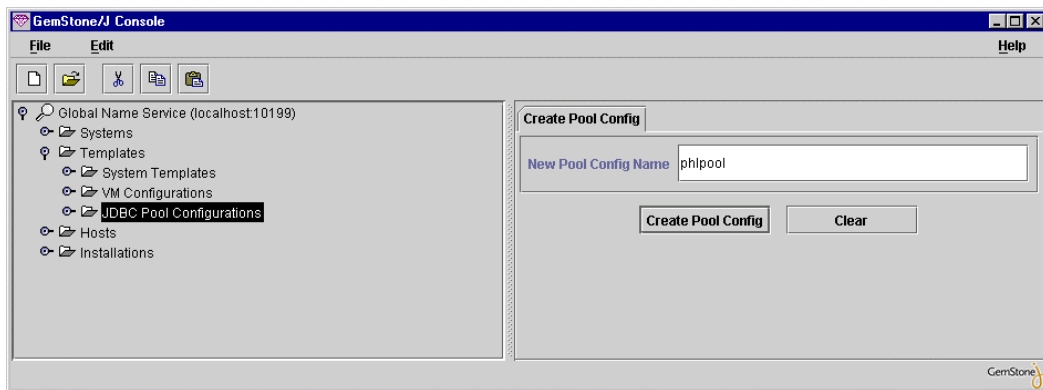 GemStone/J Console
File Edit Help
Global Name Service (localhost:10199)
Systems
Templates
System Templates
VM Configurations
JDBC Pool Configurations
Hosts
Installations
Create Pool Config
New Pool Config Name phlpool
Create Pool Config Clear
GemStone J